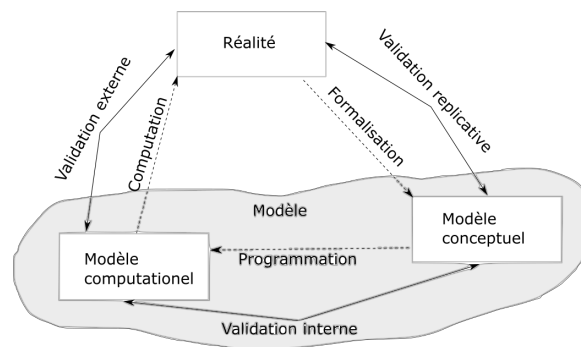 Réalité
Validation externe
Computation
Formalisation
Validation replicative
Modèle
Modèle
conceptuel
Modèle
computationel
Programmation
Validation interne